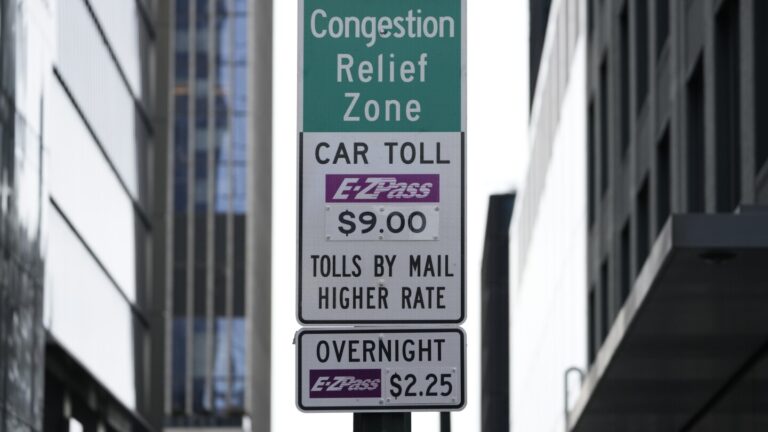 Congestion
Relief
Zone
CAR TOLL
E-ZPass
$9.00
TOLLS BY MAIL
HIGHER RATE
OVERNIGHT
E-ZPass $2.25